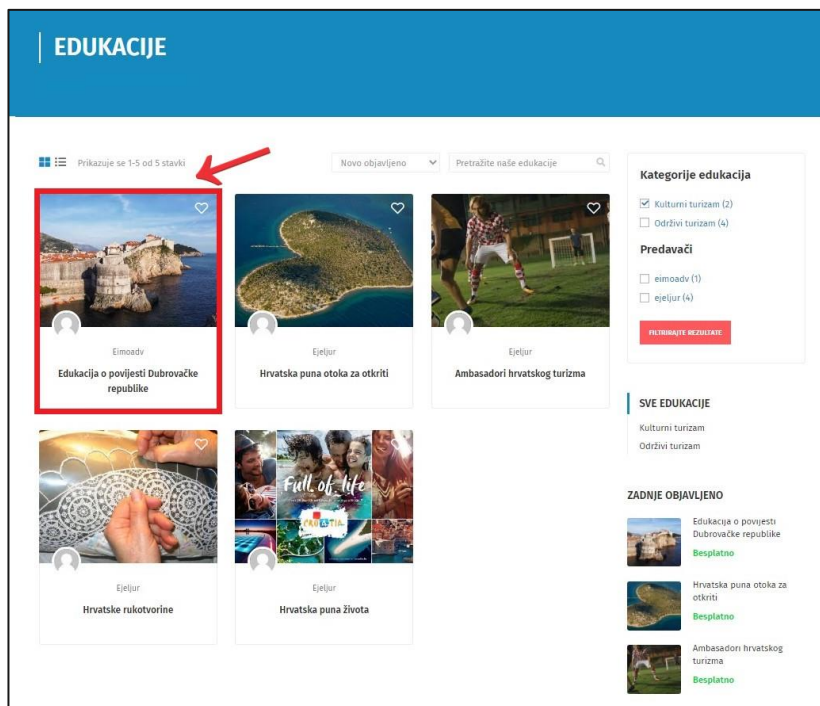 EDUKACIJE
Prikazuje se 1-5 od 5 stavki
Novo objavljeno
Pretražite naše edukacije
Eimoadv
Edukacija o povijesti Dubrovačke
republike
Ejeljur
Hrvatska puna otoka za otkriti
Ejeljur
Ambasadori hrvatskog turizma
Ejeljur
Hrvatske rukotvorine
Full of life
CROATIA
Ejeljur
Hrvatska puna života
Kategorije edukacija
Kulturni turizam (2)
Održivi turizam (4)
Predavači
eimoadv (1)
ejeljur (4)
FILTRIRAJTE REZULTATE
SVE EDUKACIJE
Kulturni turizam
Održivi turizam
ZADNJE OBJAVLJENO
Edukacija o povijesti
Dubrovačke republike
Besplatno
Hrvatska puna otoka za
otkriti
Besplatno
Ambasadori hrvatskog
turizma
Besplatno